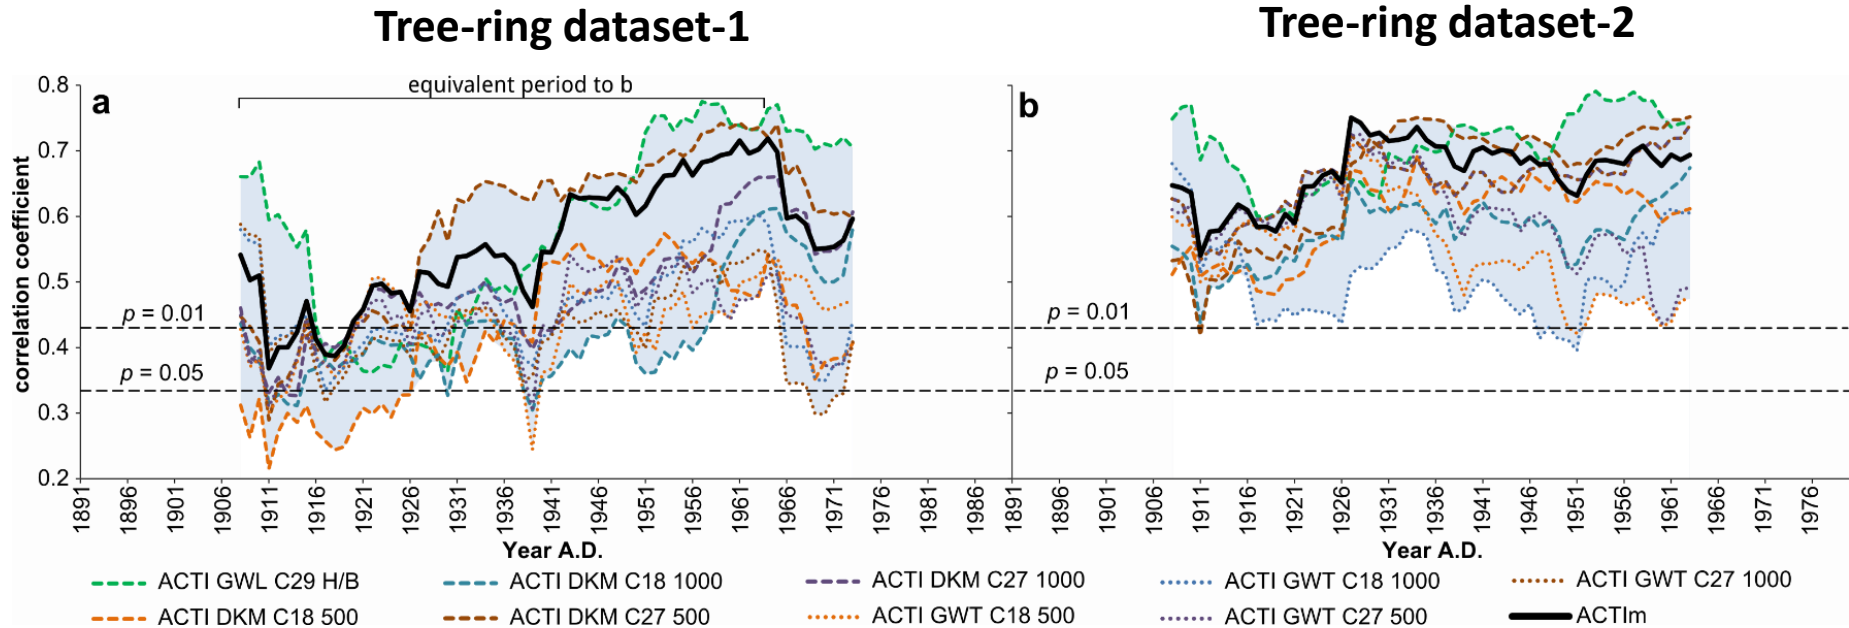 Tree-ring dataset-1
Tree-ring dataset-2
a
equivalent period to b
b
correlation coefficient
0.8
0.7
0.6
0.5
0.4
0.3
0.2
p = 0.01
p = 0.05
p = 0.01
p = 0.05
1891 1896 1901 1906 1911 1916 1921 1926 1931 1936 1941 1946 1951 1956 1961 1966 1971 1976 1981 1986
1891 1896 1901 1906 1911 1916 1921 1926 1931 1936 1941 1946 1951 1956 1961 1966 1971 1976
Year A.D.
Year A.D.
ACTI GWL C29 H/B
ACTI DKM C18 1000
ACTI DKM C27 1000
ACTI GWT C18 1000
ACTI GWT C27 1000
ACTI DKM C18 500
ACTI DKM C27 500
ACTI GWT C18 500
ACTI GWT C27 500
ACTIm